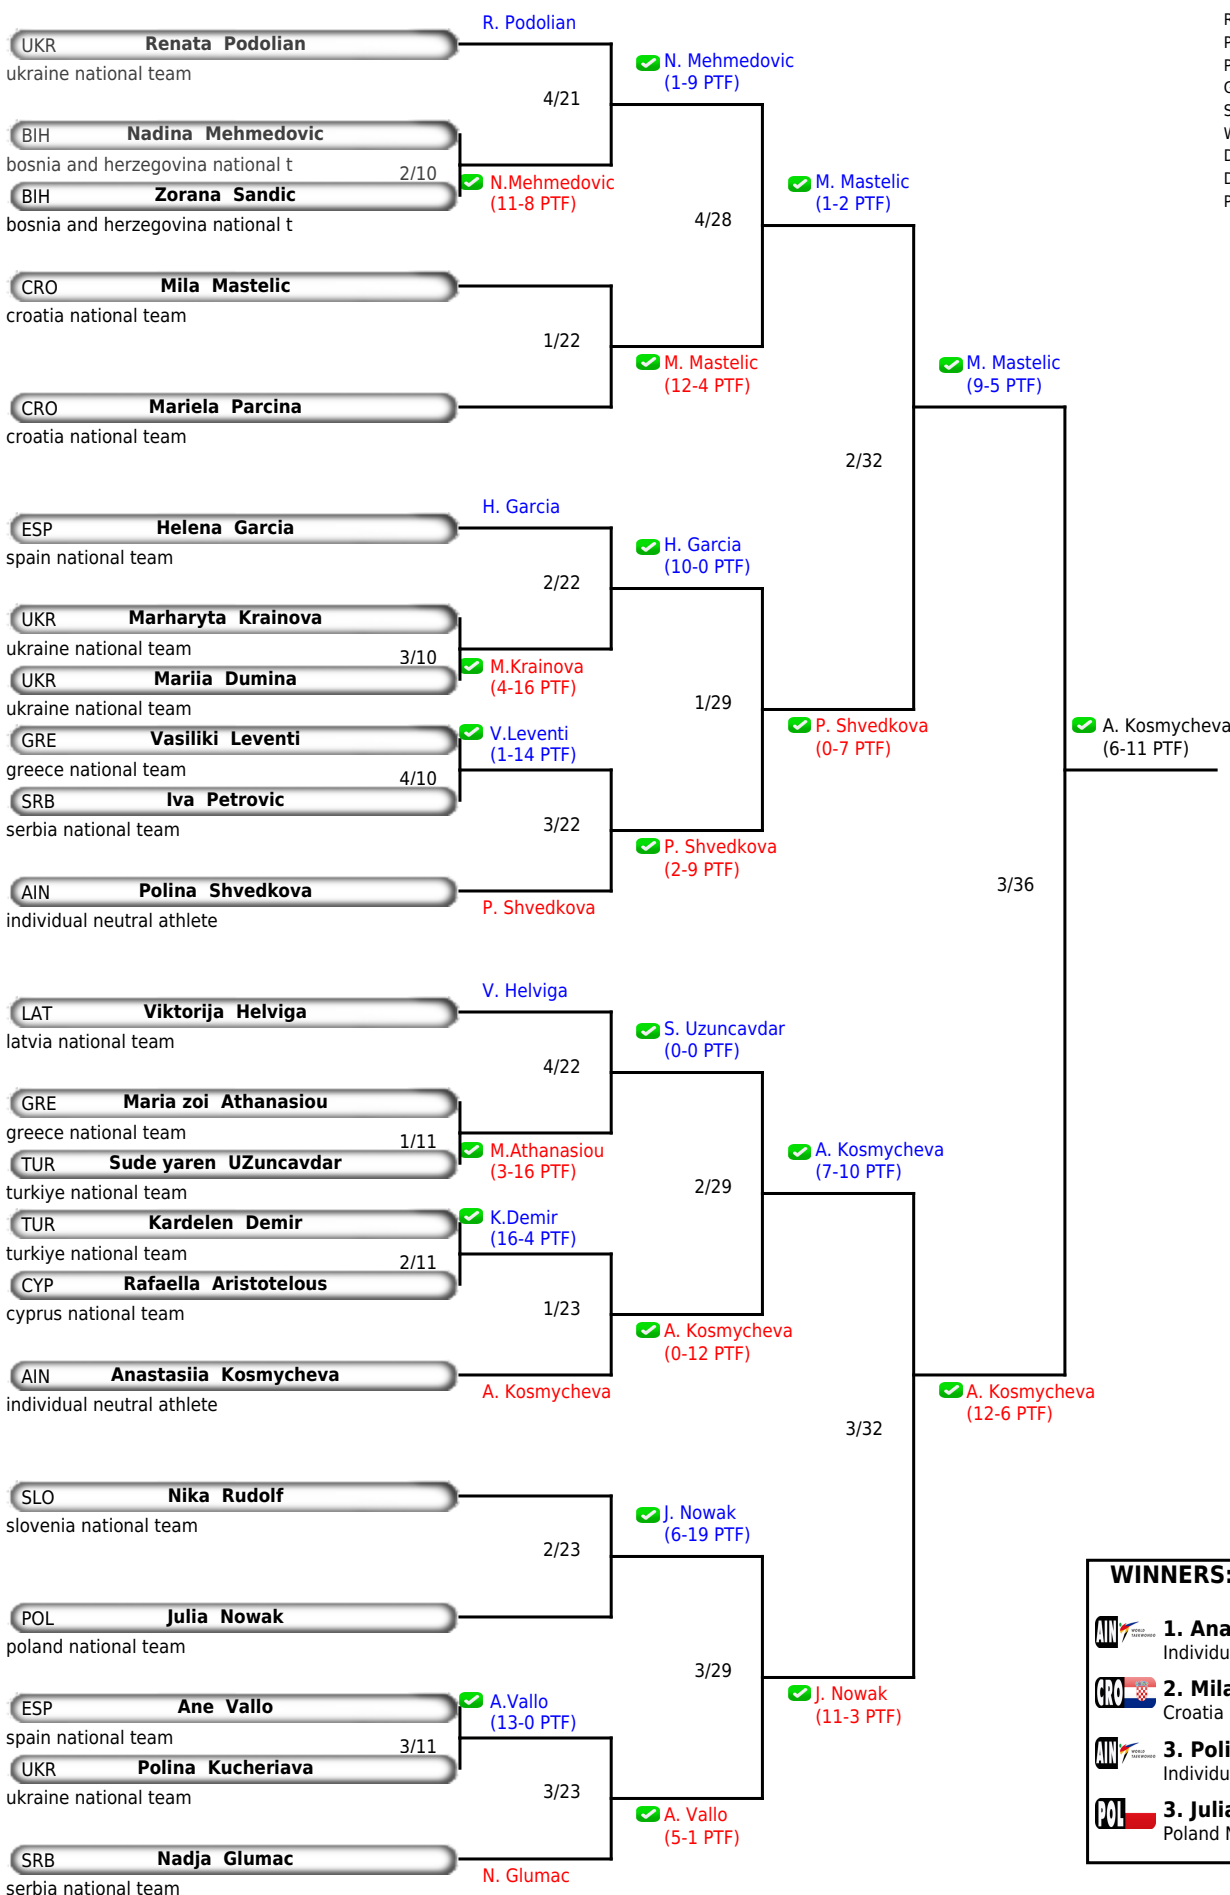 R. Podolian
UKR Renata Podolian
ukraine national team
N. Mehmedovic
(1-9 PTF)
4/21
BIH Nadina Mehmedovic
bosnia and herzegovina national t
2/10
N.Mehmedovic
(11-8 PTF)
BIH Zorana Sandic
bosnia and herzegovina national t
M. Mastelic
(1-2 PTF)
4/28
CRO Mila Mastelic
croatia national team
1/22
M. Mastelic
(12-4 PTF)
CRO Mariela Parcina
croatia national team
M. Mastelic
(9-5 PTF)
2/32
H. Garcia
ESP Helena Garcia
spain national team
H. Garcia
(10-0 PTF)
2/22
UKR Marharyta Krainova
ukraine national team
3/10
M.Krainova
(4-16 PTF)
UKR Mariia Dumina
ukraine national team
1/29
P. Shvedkova
(0-7 PTF)
GRE Vasiliki Leventi
greece national team
V.Leventi
(1-14 PTF)
4/10
SRB Iva Petrovic
serbia national team
3/22
P. Shvedkova
(2-9 PTF)
AIN Polina Shvedkova
individual neutral athlete
P. Shvedkova
A. Kosmycheva
(6-11 PTF)
3/36
V. Helviga
LAT Viktorija Helviga
latvia national team
S. Uzuncavdar
(0-0 PTF)
4/22
GRE Maria zoi Athanasiou
greece national team
1/11
M.Athanasiou
(3-16 PTF)
TUR Sude yaren UZuncavdar
turkiye national team
A. Kosmycheva
(7-10 PTF)
2/29
TUR Kardelen Demir
turkiye national team
K.Demir
(16-4 PTF)
2/11
CYP Rafaella Aristotelous
cyprus national team
1/23
A. Kosmycheva
(0-12 PTF)
AIN Anastasiia Kosmycheva
individual neutral athlete
A. Kosmycheva
A. Kosmycheva
(12-6 PTF)
3/32
SLO Nika Rudolf
slovenia national team
J. Nowak
(6-19 PTF)
2/23
POL Julia Nowak
poland national team
3/29
J. Nowak
(11-3 PTF)
ESP Ane Vallo
spain national team
A.Vallo
(13-0 PTF)
3/11
UKR Polina Kucheriava
ukraine national team
3/23
A. Vallo
(5-1 PTF)
SRB Nadja Glumac
serbia national team
N. Glumac
WINNERS:
AIN 1. Ana
Individu
CRO 2. Mila
Croatia
AIN 3. Poli
Individu
POL 3. Julia
Poland N